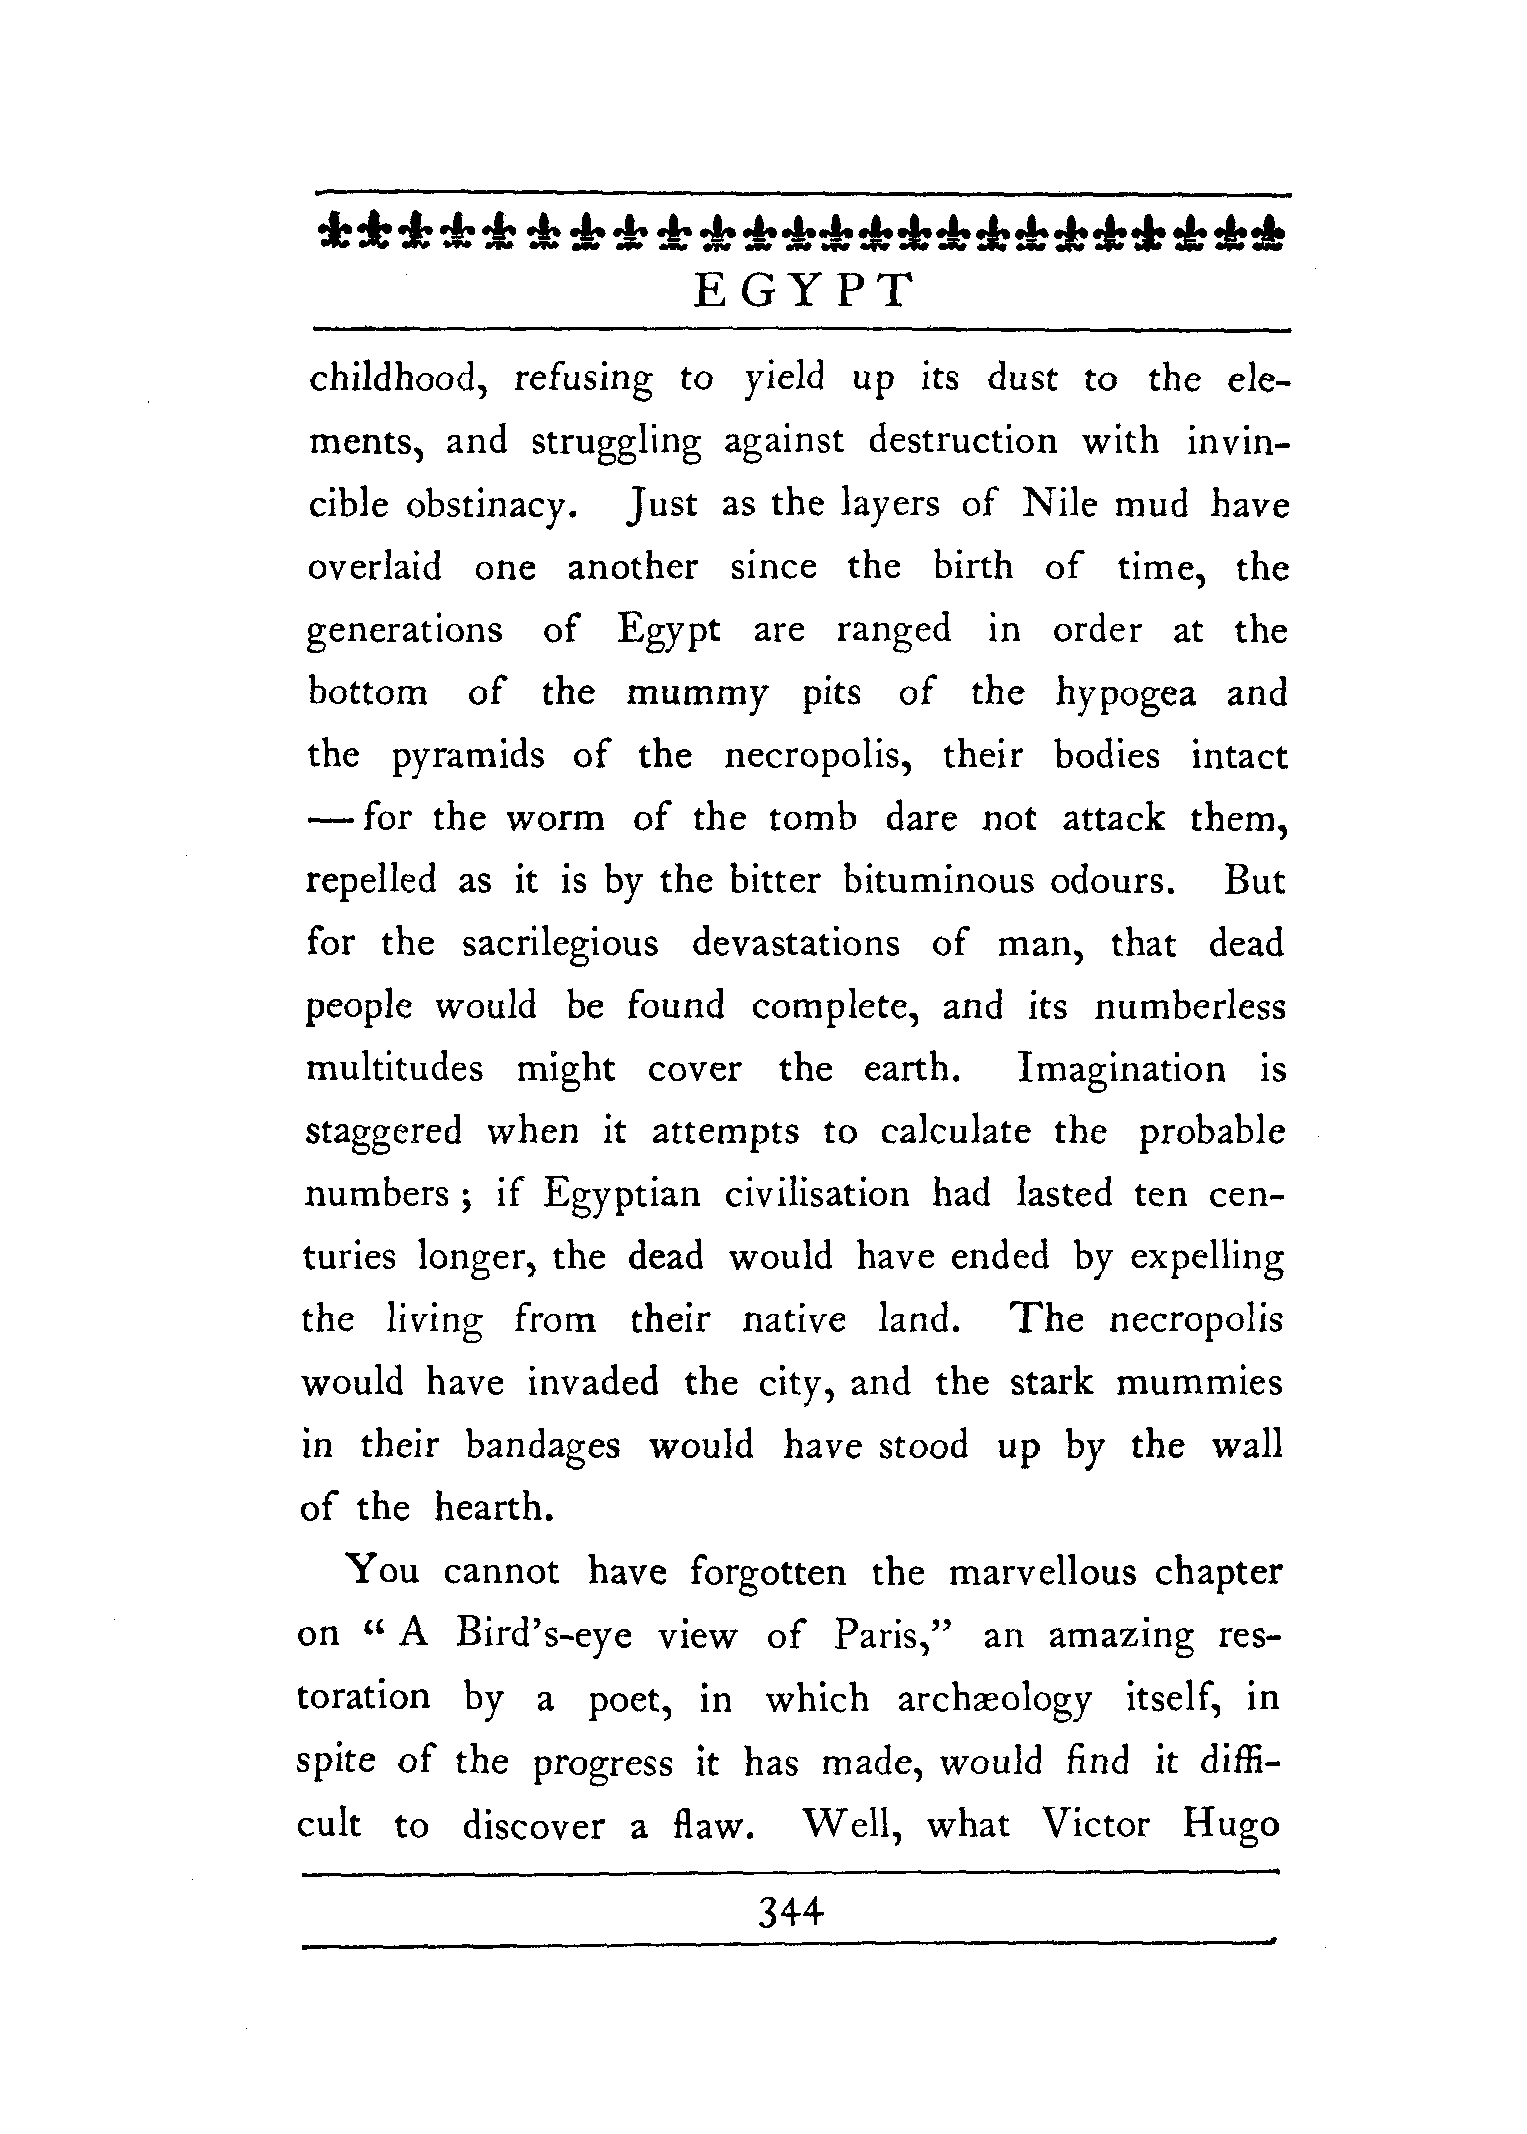 EGYPT
childhood, refusing to yield up its dust to the ele-
ments, and struggling against destruction with invin-
cible obstinacy. Just as the layers of Nile mud have
overlaid one another since the birth of time, the
generations of Egypt are ranged in order at the
bottom of the mummy pits of the hypogea and
the pyramids of the necropolis, their bodies intact
— for the worm of the tomb dare not attack them,
repelled as it is by the bitter bituminous odours. But
for the sacrilegious devastations of man, that dead
people would be found complete, and its numberless
multitudes might cover the earth. Imagination is
staggered when it attempts to calculate the probable
numbers ; if Egyptian civilisation had lasted ten cen-
turies longer, the dead would have ended by expelling
the living from their native land. The necropolis
would have invaded the city, and the stark mummies
in their bandages would have stood up by the wall
of the hearth.
You cannot have forgotten the marvellous chapter
on “ A Bird’s-eye view of Paris,” an amazing res-
toration by a poet, in which archæology itself, in
spite of the progress it has made, would find it diffi-
cult to discover a flaw. Well, what Victor Hugo
344